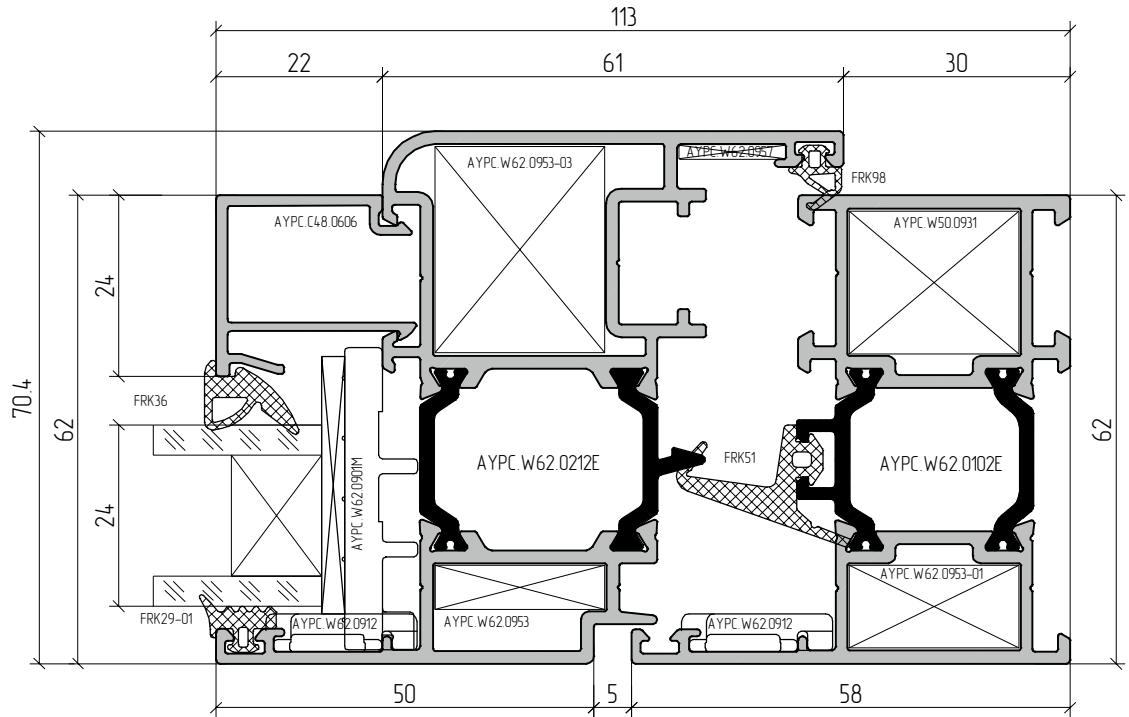 113
22
61
30
AYPC.W62.0953-03
AYPC.W62.0957
FRK98
AYPC.C48.0606
AYPC.W50.0931
24
70.4
62
FRK36
62
24
AYPC.W62.0901M
AYPC.W62.0212E
FRK51
AYPC.W62.0102E
AYPC.W62.0953-01
FRK29-01
AYPC.W62.0912
AYPC.W62.0953
AYPC.W62.0912
50
5
58